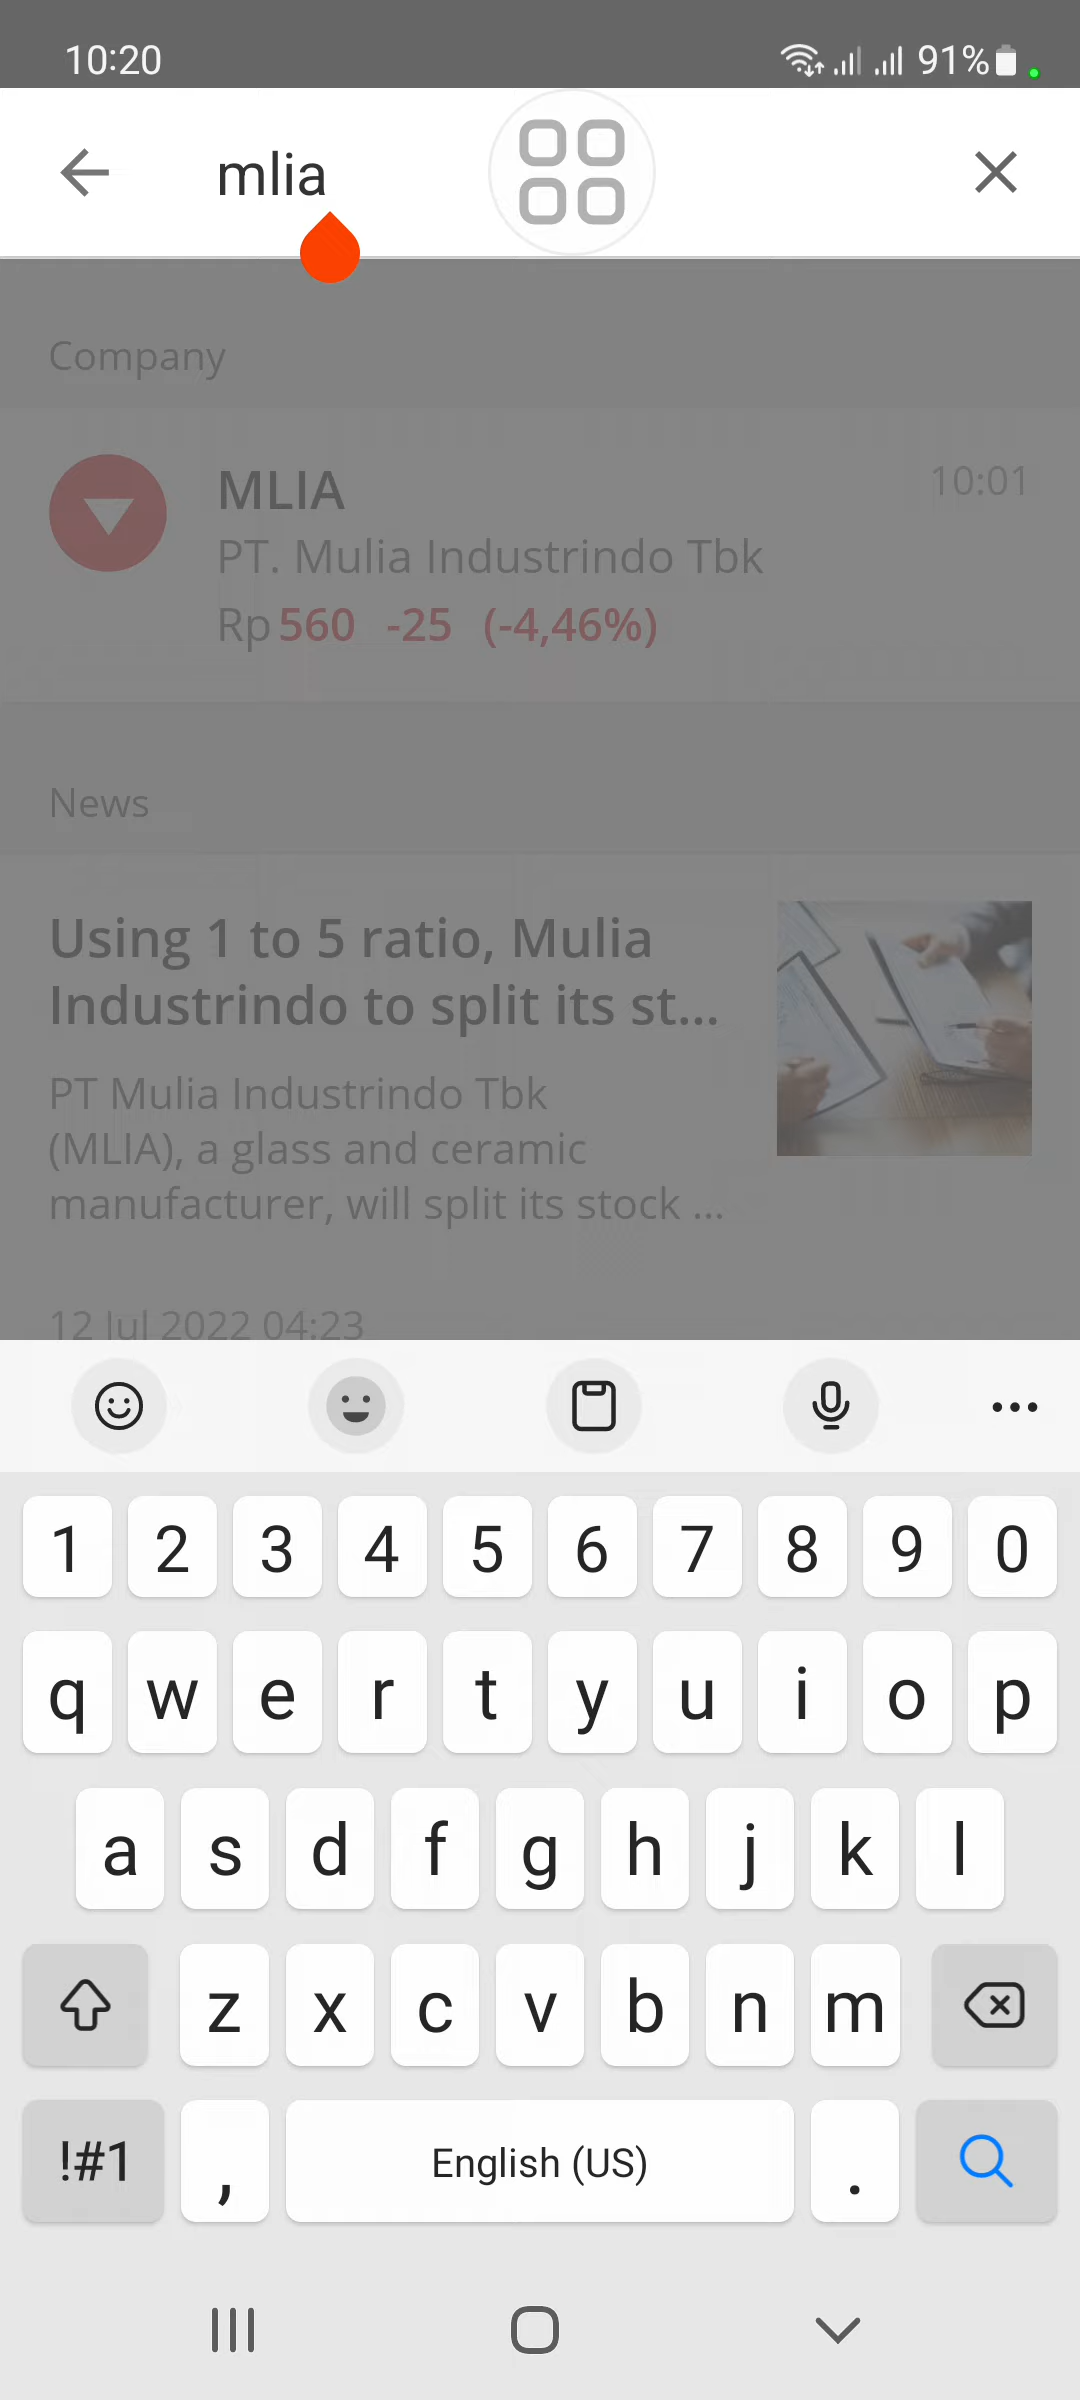 10:20
91%
mlia
Company
MLIA
10:01
PT. Mulia Industrindo Tbk
Rp 560 -25 (-4,46%)
News
Using 1 to 5 ratio, Mulia
Industrindo to split its st...
PT Mulia Industrindo Tbk
(MLIA), a glass and ceramic
manufacturer, will split its stock ...
12 Jul 2022 04:23
1 2 3 4 5 6 7 8 9 0
q w e r t y u i o p
a s d f g h j k l
z x c v b n m
!#1 , English (US) .